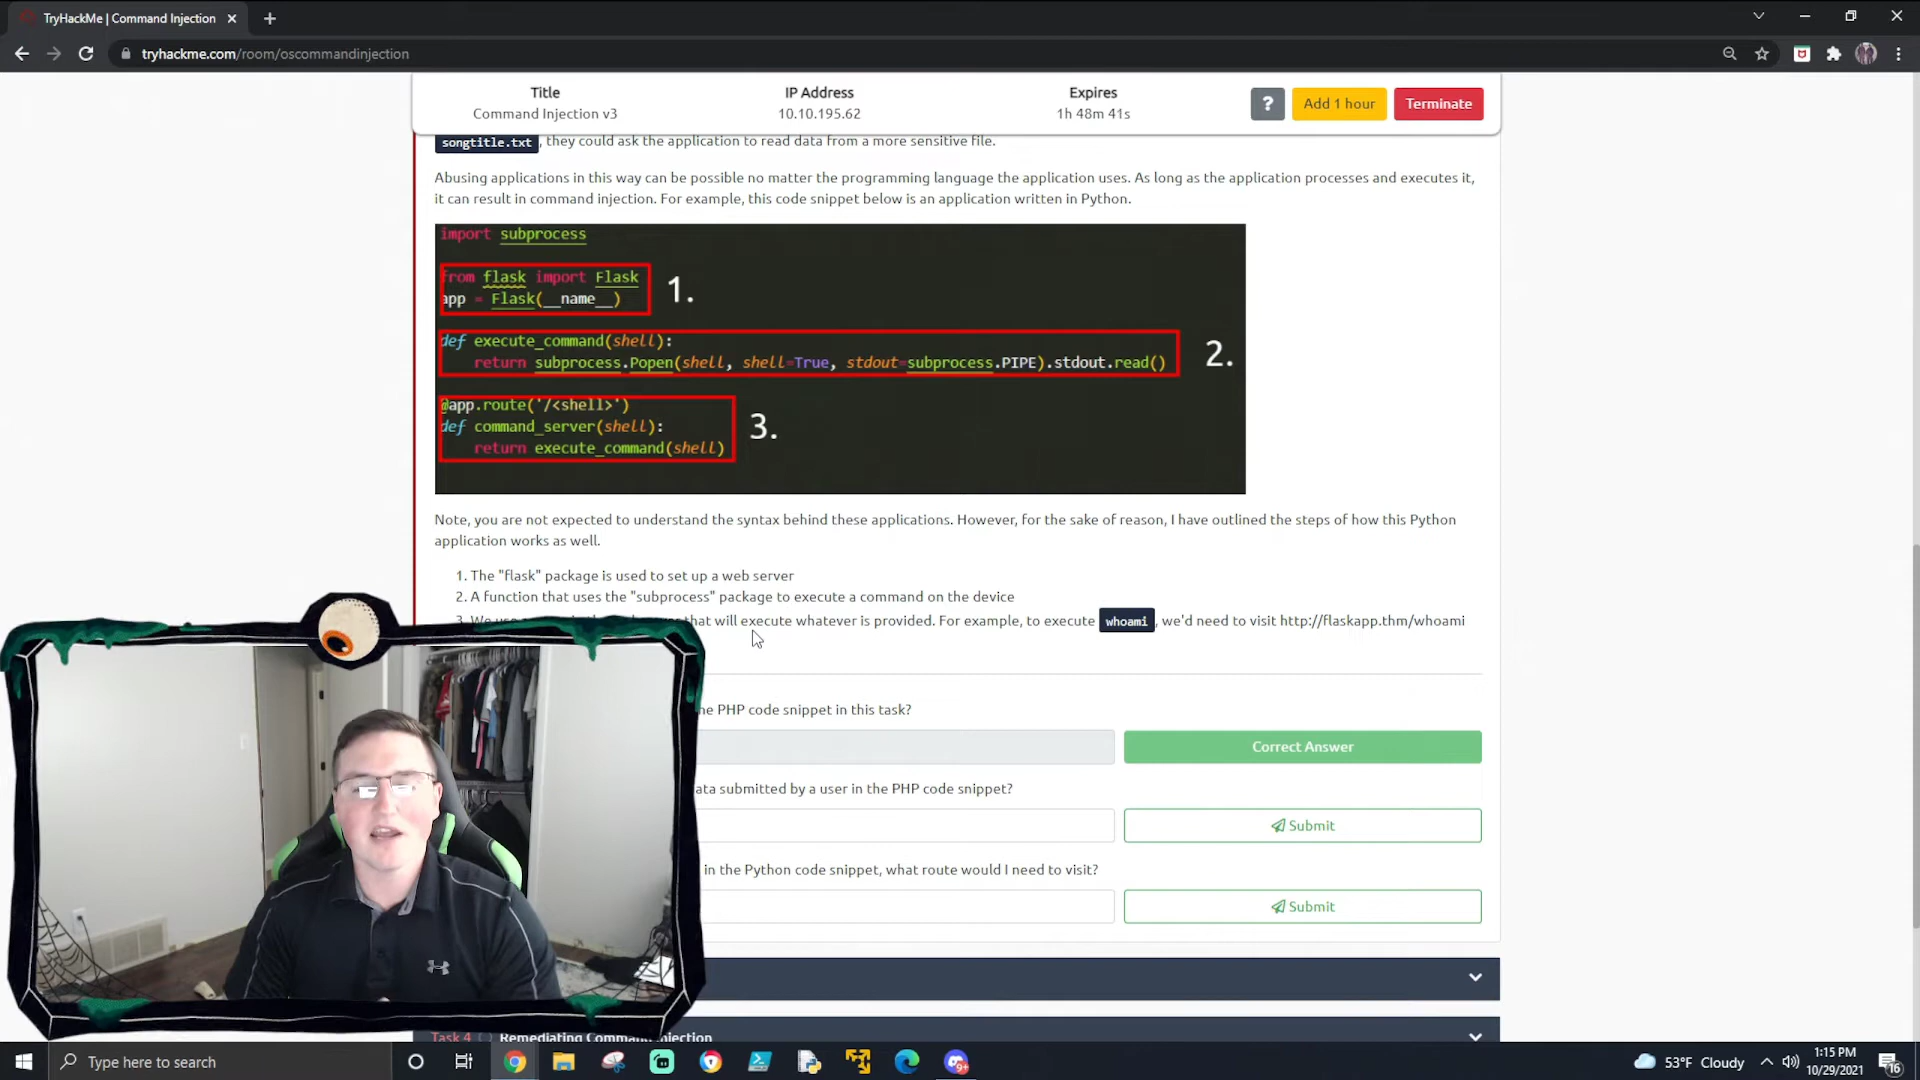 TryHackMe | Command Injection
tryhackme.com/room/oscommandinjection
Title
IP Address
Expires
Command Injection v3
10.10.195.62
1h 48m 41s
?
Add 1 hour
Terminate
songtitle.txt , they could ask the application to read data from a more sensitive file.
Abusing applications in this way can be possible no matter the programming language the application uses. As long as the application processes and executes it,
it can result in command injection. For example, this code snippet below is an application written in Python.
import subprocess
from flask import Flask
app = Flask(__name__)
1.
def execute_command(shell):
return subprocess.Popen(shell, shell=True, stdout=subprocess.PIPE).stdout.read()
2.
@app.route('/<shell>')
def command_server(shell):
return execute_command(shell)
3.
Note, you are not expected to understand the syntax behind these applications. However, for the sake of reason, I have outlined the steps of how this Python
application works as well.
1. The "flask" package is used to set up a web server
2. A function that uses the "subprocess" package to execute a command on the device
3. We use that will execute whatever is provided. For example, to execute whoami , we'd need to visit http://flaskapp.thm/whoami
PHP code snippet in this task?
Correct Answer
submitted by a user in the PHP code snippet?
Submit
in the Python code snippet, what route would I need to visit?
Submit
Task 4 Remediating Command Injection
Type here to search
9+
53°F Cloudy
1:15 PM
10/29/2021
16